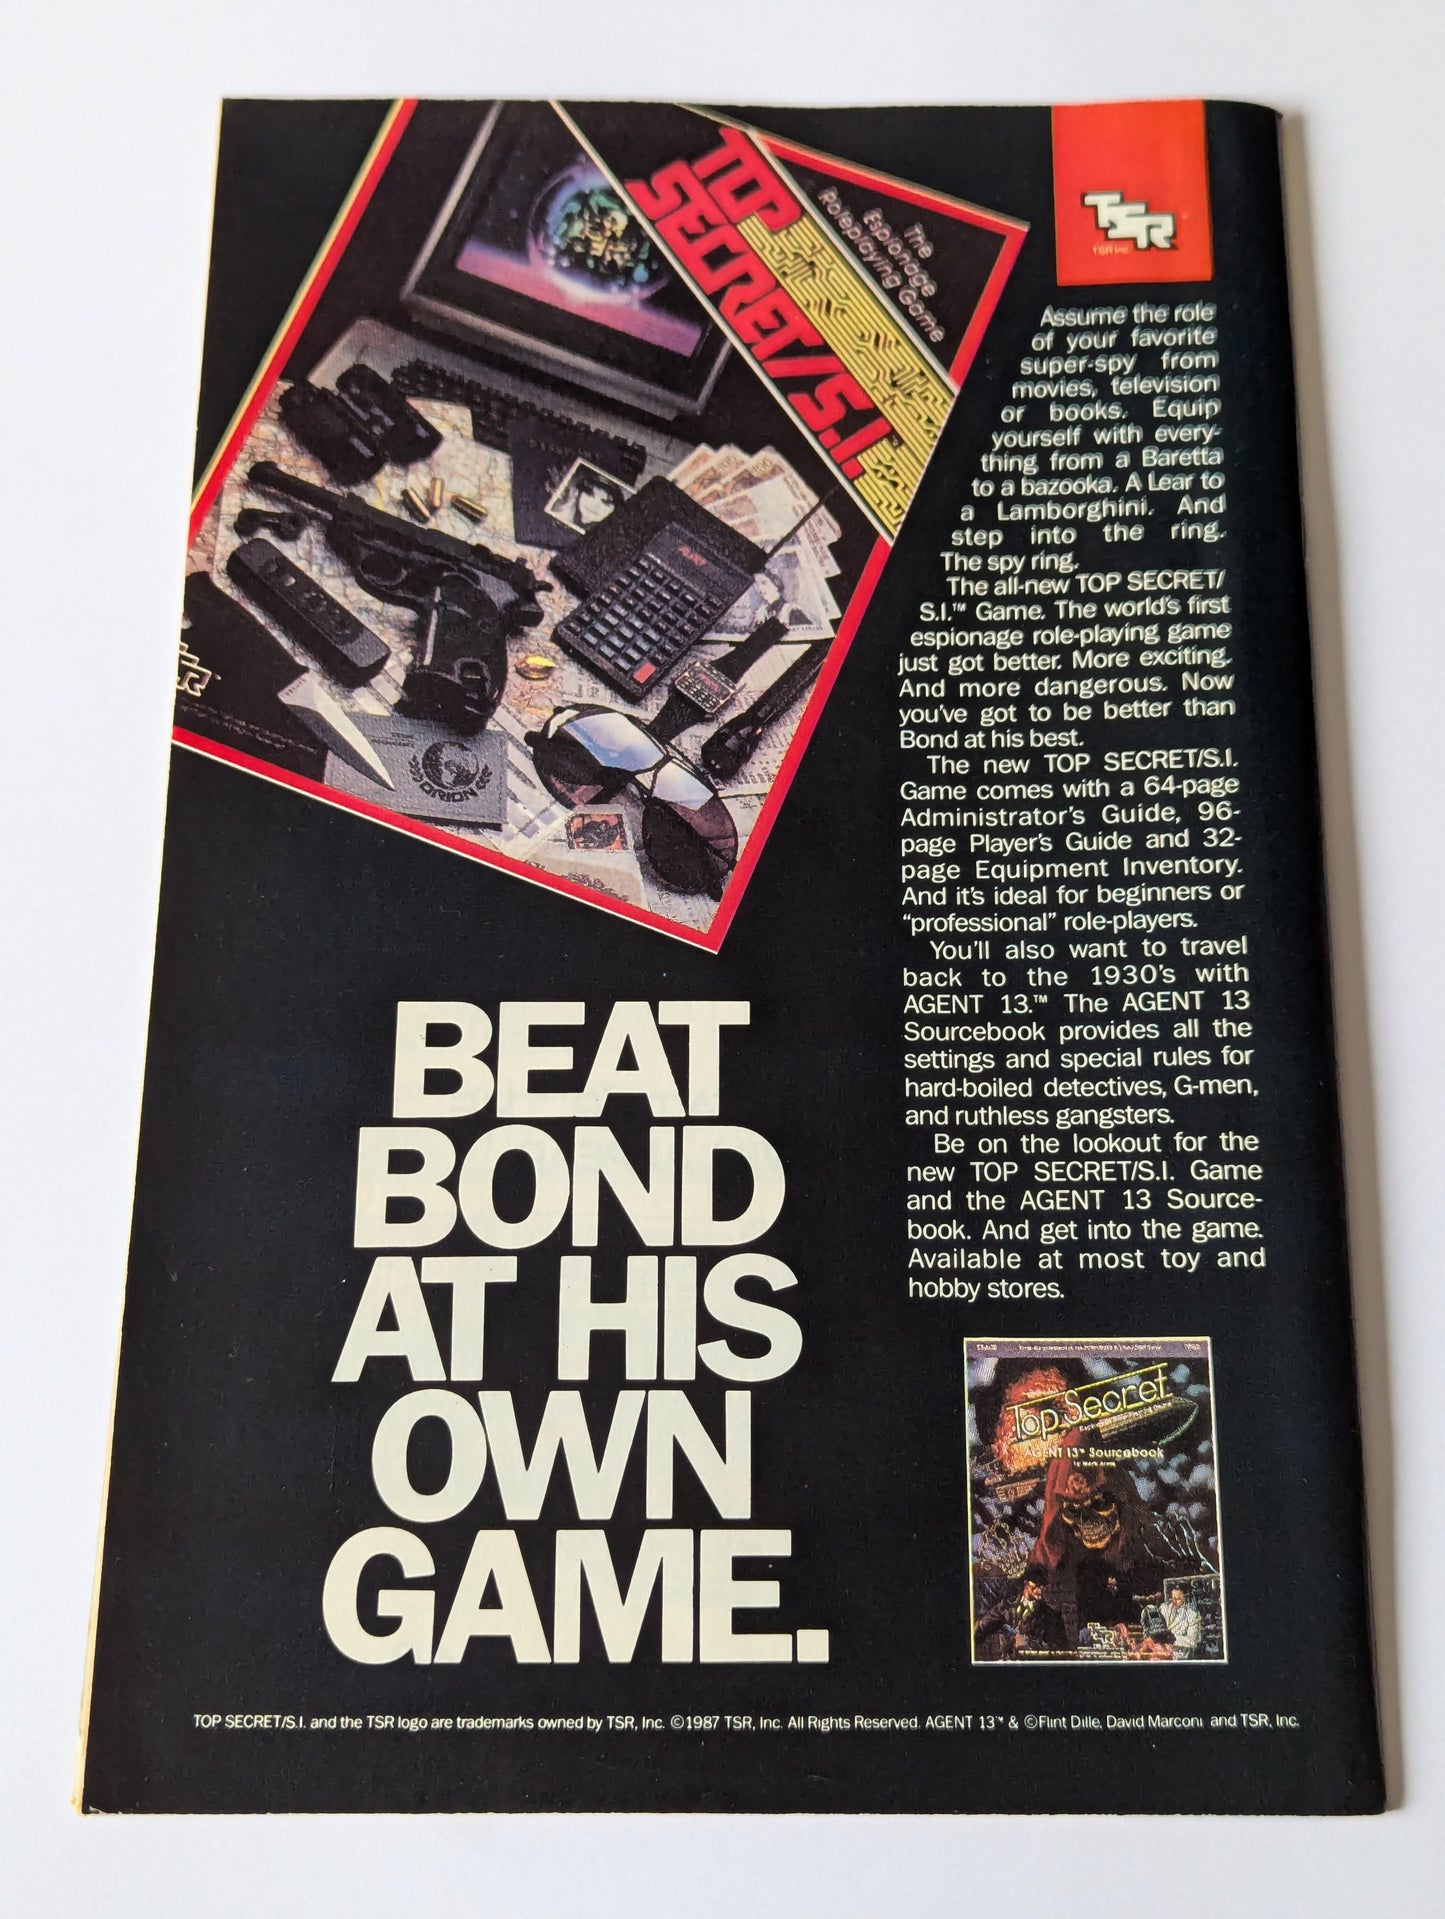 TOP
SECRET/S.I.
The
Espionage
Roleplaying Game
TSR
TSR Inc.
ORION
Assume the role
of your favorite
super-spy from
movies, television
or books. Equip
yourself with every-
thing from a Baretta
to a bazooka. A Lear to
a Lamborghini. And
step into the ring.
The spy ring.
The all-new TOP SECRET/
S.I.™ Game. The world's first
espionage role-playing game
just got better. More exciting.
And more dangerous. Now
you've got to be better than
Bond at his best.
The new TOP SECRET/S.I.
Game comes with a 64-page
Administrator's Guide, 96-
page Player's Guide and 32-
page Equipment Inventory.
And it's ideal for beginners or
"professional" role-players.
You'll also want to travel
back to the 1930's with
AGENT 13.™ The AGENT 13
Sourcebook provides all the
settings and special rules for
hard-boiled detectives, G-men,
and ruthless gangsters.
Be on the lookout for the
new TOP SECRET/S.I. Game
and the AGENT 13 Source-
book. And get into the game.
Available at most toy and
hobby stores.
BEAT
BOND
AT HIS
OWN
GAME.
Top Secret
AGENT 13™ Sourcebook
TOP SECRET/S.I. and the TSR logo are trademarks owned by TSR, Inc. ©1987 TSR, Inc. All Rights Reserved. AGENT 13™ & ©Flint Dille, David Marconi and TSR, Inc.